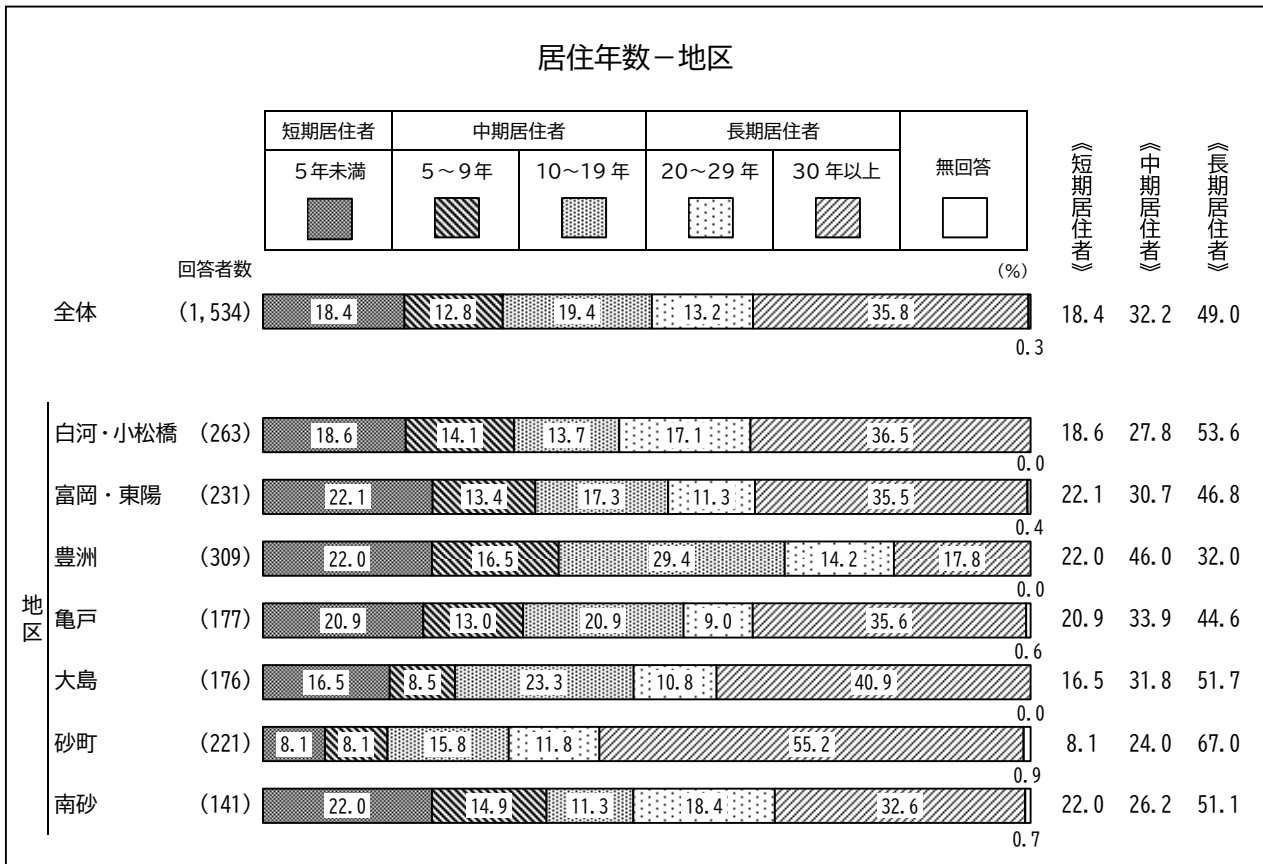 居住年数－地区
短期居住者 中期居住者 長期居住者 無回答
５年未満 ５～９年 10～19 年 20～29 年 30 年以上
《短期居住者》 《中期居住者》 《長期居住者》
回答者数 (%)
全体 (1,534) 18.4 12.8 19.4 13.2 35.8 18.4 32.2 49.0
0.3
地区
白河・小松橋 (263) 18.6 14.1 13.7 17.1 36.5 18.6 27.8 53.6
0.0
富岡・東陽 (231) 22.1 13.4 17.3 11.3 35.5 22.1 30.7 46.8
0.4
豊洲 (309) 22.0 16.5 29.4 14.2 17.8 22.0 46.0 32.0
0.0
亀戸 (177) 20.9 13.0 20.9 9.0 35.6 20.9 33.9 44.6
0.6
大島 (176) 16.5 8.5 23.3 10.8 40.9 16.5 31.8 51.7
0.0
砂町 (221) 8.1 8.1 15.8 11.8 55.2 8.1 24.0 67.0
0.9
南砂 (141) 22.0 14.9 11.3 18.4 32.6 22.0 26.2 51.1
0.7